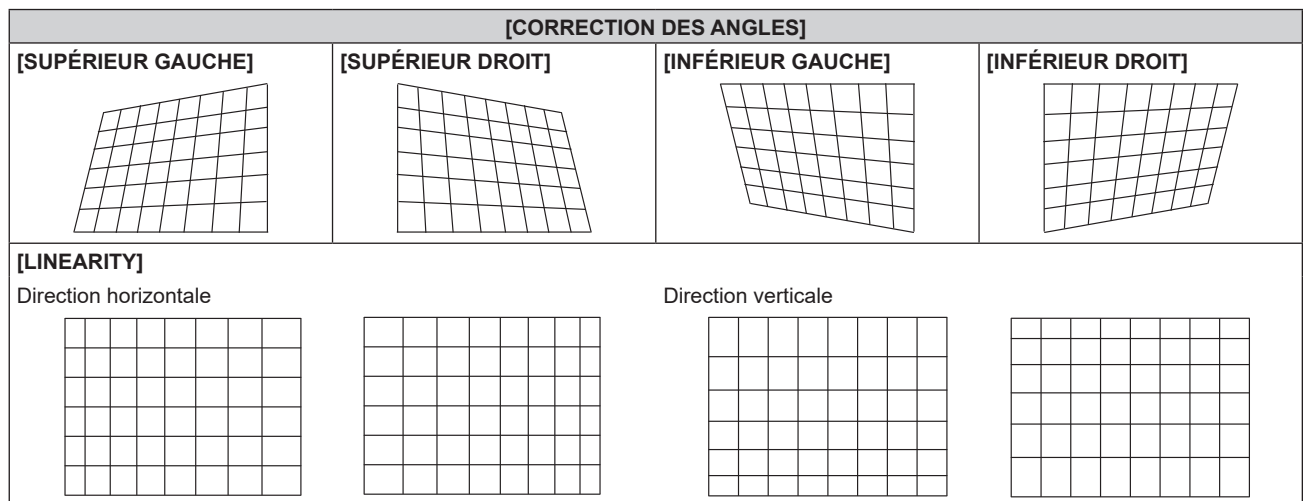 [CORRECTION DES ANGLES]
[SUPÉRIEUR GAUCHE]
[SUPÉRIEUR DROIT]
[INFÉRIEUR GAUCHE]
[INFÉRIEUR DROIT]
[LINEARITY]
Direction horizontale
Direction verticale